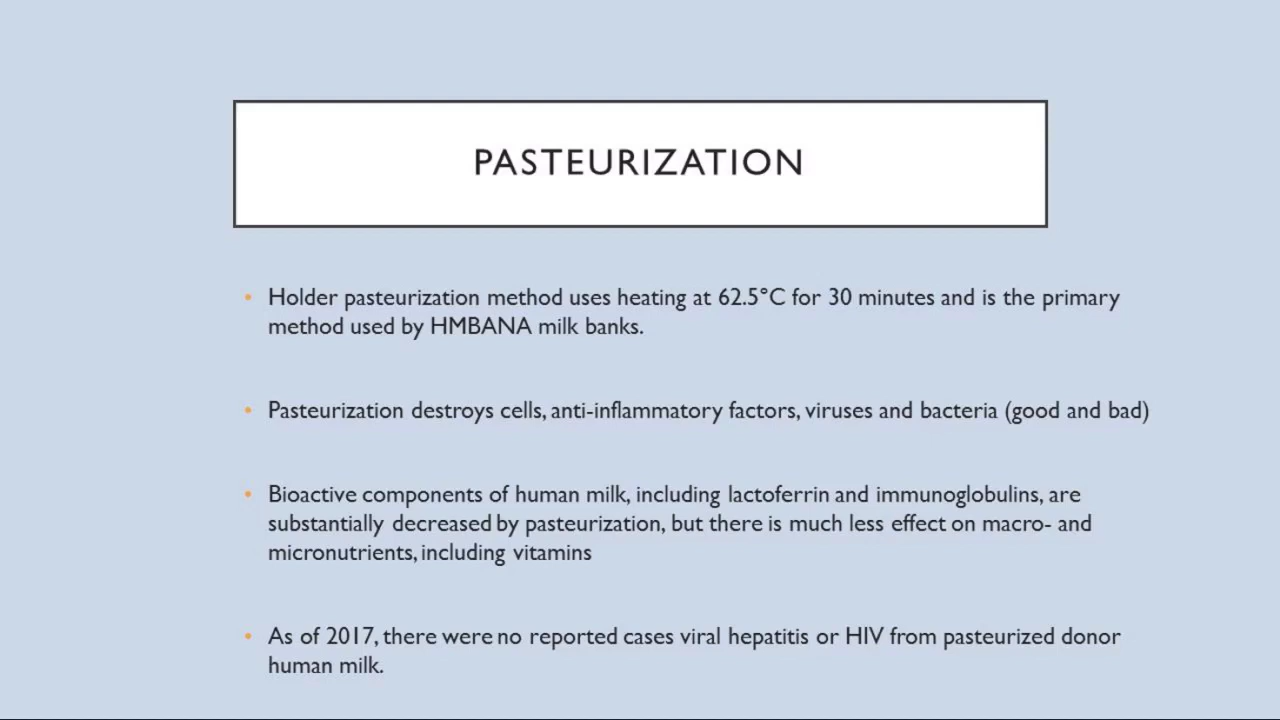 PASTEURIZATION
• Holder pasteurization method uses heating at 62.5°C for 30 minutes and is the primary
method used by HMBANA milk banks.
• Pasteurization destroys cells, anti-inflammatory factors, viruses and bacteria (good and bad)
• Bioactive components of human milk, including lactoferrin and immunoglobulins, are
substantially decreased by pasteurization, but there is much less effect on macro- and
micronutrients, including vitamins
• As of 2017, there were no reported cases viral hepatitis or HIV from pasteurized donor
human milk.